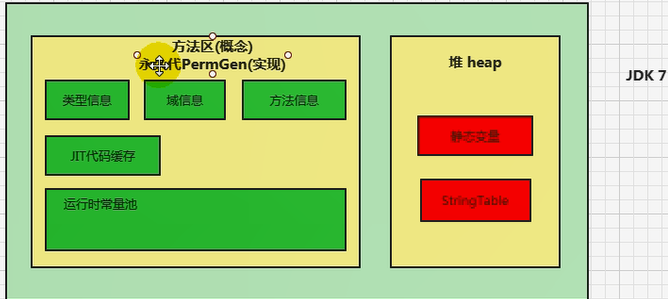 方法区(概念)
永久代PermGen(实现)
堆 heap
JDK 7
类型信息
域信息
方法信息
静态变量
JIT代码缓存
StringTable
运行时常量池